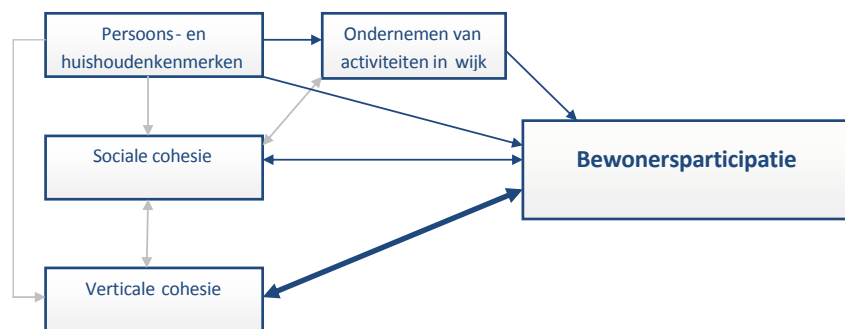 Persoons- en
huishoudenkenmerken
Ondernemen van
activiteiten in wijk
Sociale cohesie
Bewonersparticipatie
Verticale cohesie